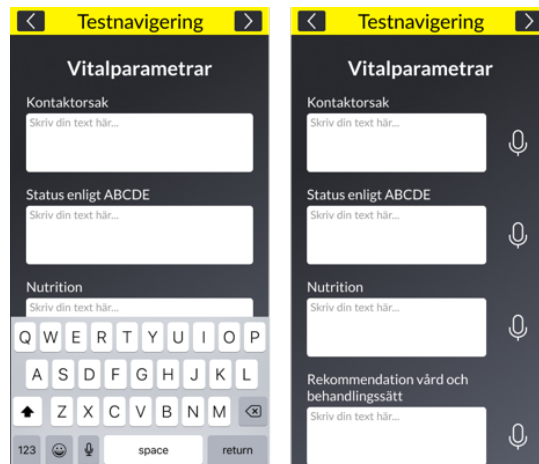 Testnavigering
Vitalparametrar
Kontaktorsak
Skriv din text här...
Status enligt ABCDE
Skriv din text här...
Nutrition
Skriv din text här...
Q W E R T Y U I O P
A S D F G H J K L
Z X C V B N M
123 space return
Testnavigering
Vitalparametrar
Kontaktorsak
Skriv din text här...
Status enligt ABCDE
Skriv din text här...
Nutrition
Skriv din text här...
Rekommendation vård och
behandlingssätt
Skriv din text här...